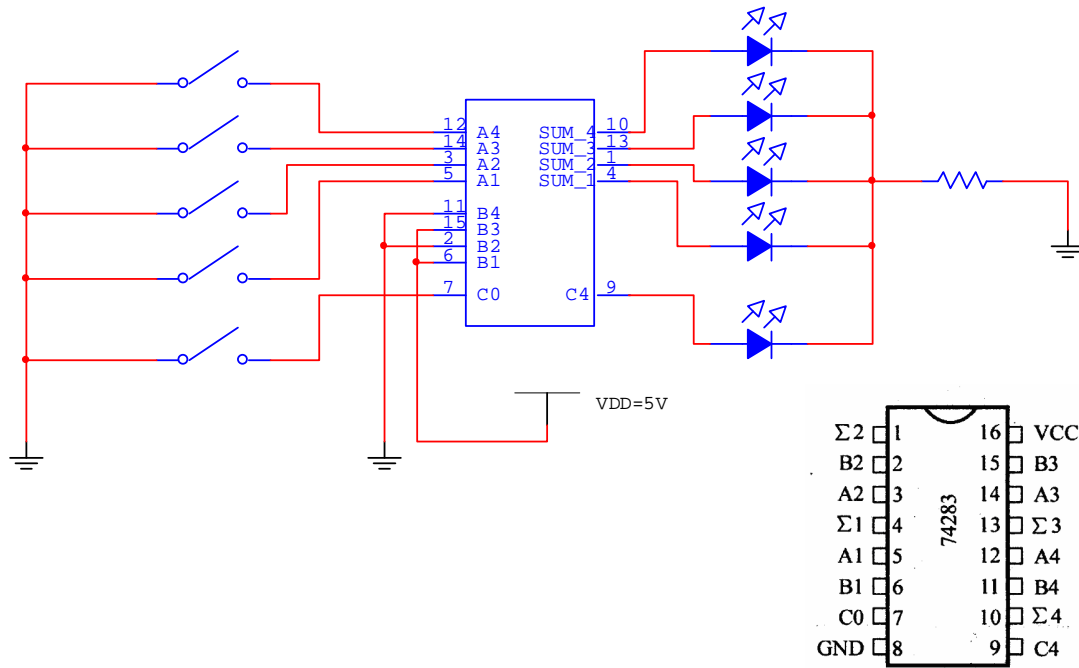 12 A4 SUM_4 10
14 A3 SUM_3 13
3 A2 SUM_2 1
5 A1 SUM_1 4
11 B4
15 B3
2 B2
6 B1
7 C0 C4 9
VDD=5V
Σ2 1 16 VCC
B2 2 15 B3
A2 3 14 A3
Σ1 4 13 Σ3
A1 5 12 A4
B1 6 11 B4
C0 7 10 Σ4
GND 8 9 C4
74283